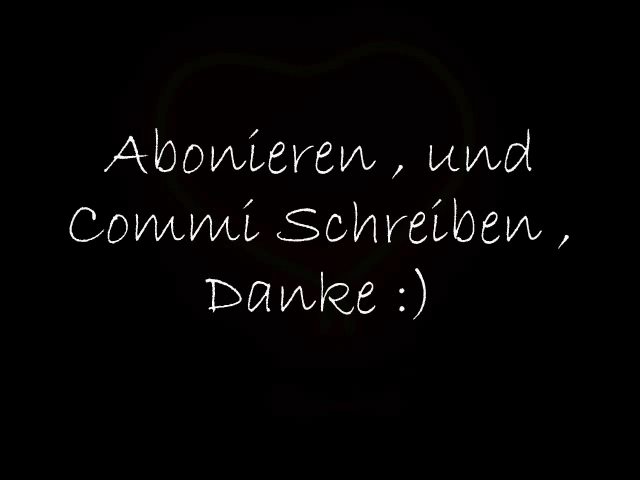 Abonieren , und
Commi Schreiben ,
Danke :)